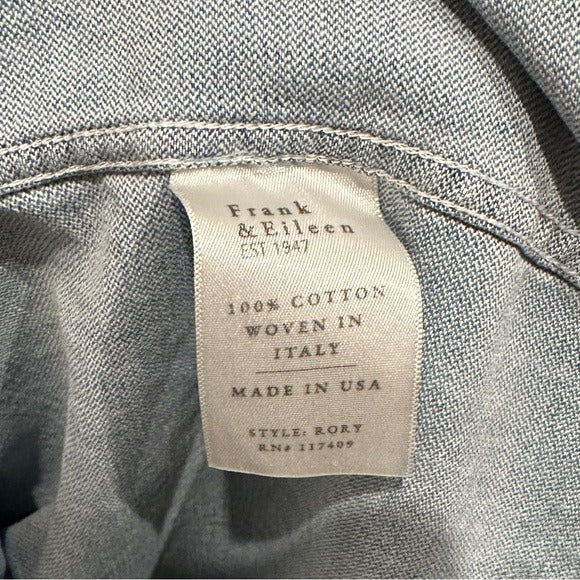 Frank
& Eileen
EST 1947
100% COTTON
WOVEN IN
ITALY
MADE IN USA
STYLE: RORY
RN# 117409